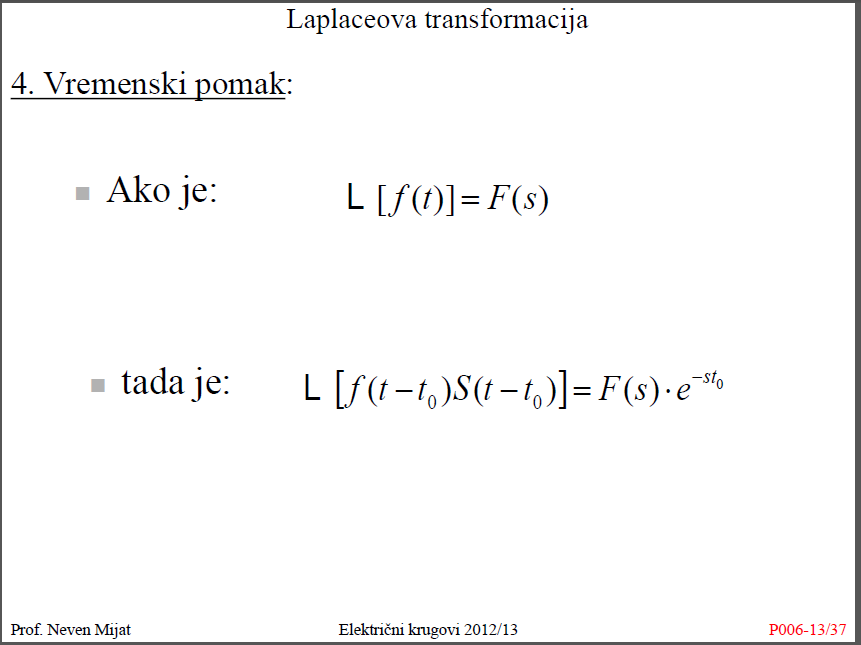 Laplaceova transformacija
4. Vremenski pomak:
Ako je: L [f(t)] = F(s)
tada je: L [f(t − t₀)S(t − t₀)] = F(s) · e^{−st₀}
Prof. Neven Mijat Električni krugovi 2012/13 P006-13/37